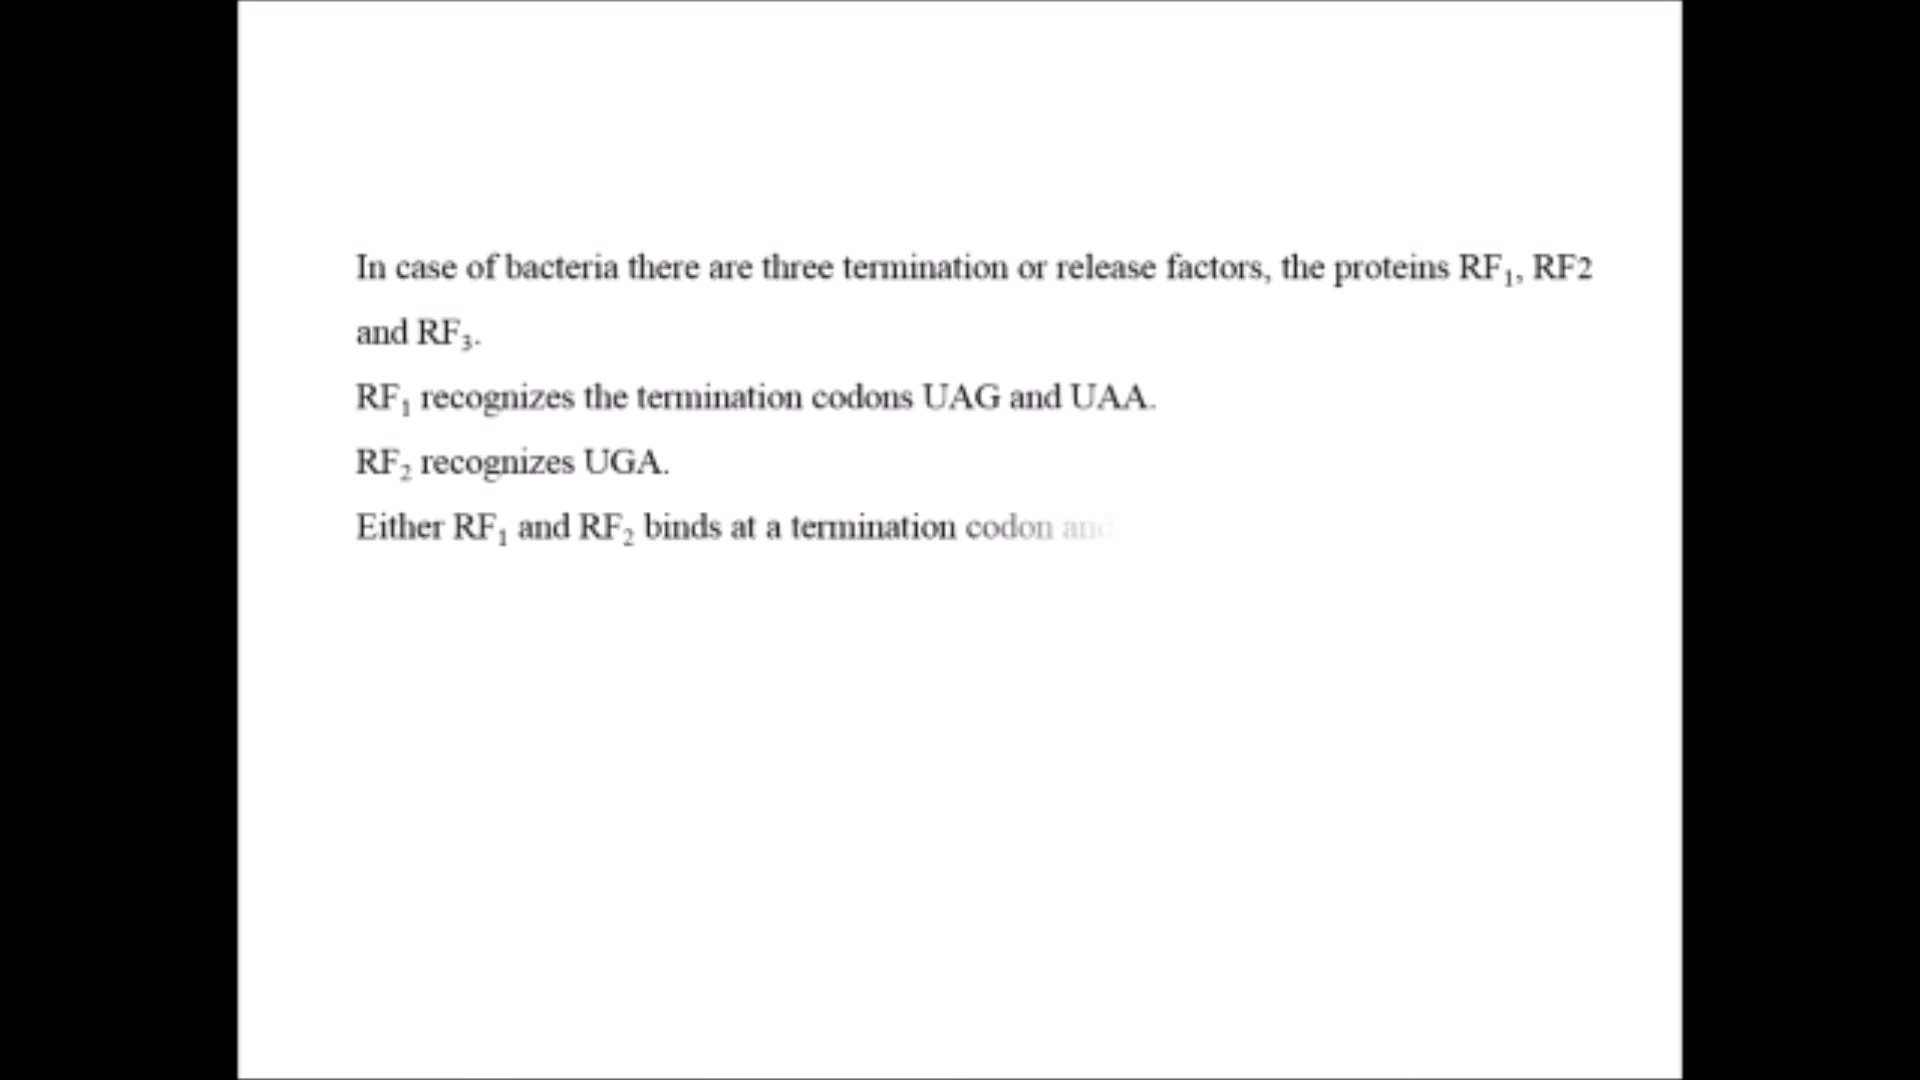 In case of bacteria there are three termination or release factors, the proteins RF₁, RF2
and RF₃.
RF₁ recognizes the termination codons UAG and UAA.
RF₂ recognizes UGA.
Either RF₁ and RF₂ binds at a termination codon and